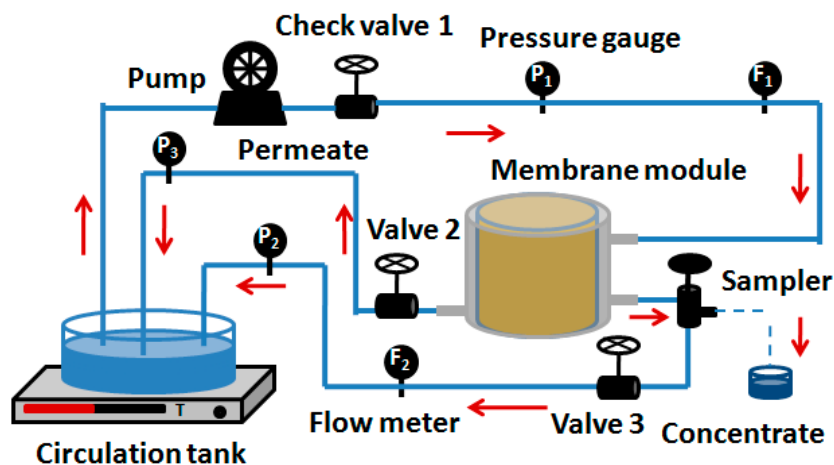 Check valve 1
Pressure gauge
Pump
P1
F1
P3
Permeate
Membrane module
P2
Valve 2
Sampler
T
F2
Flow meter
Valve 3
Concentrate
Circulation tank